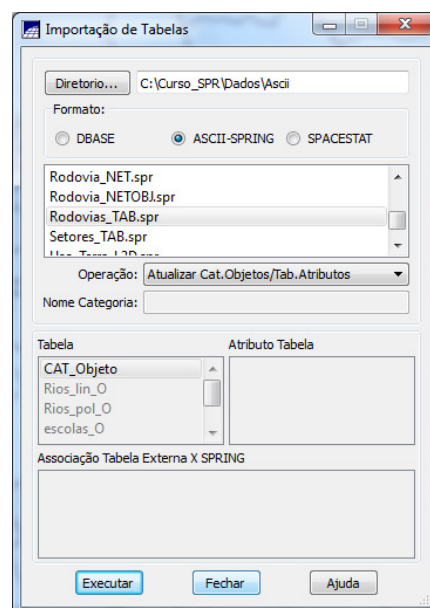 Importação de Tabelas
Diretorio... C:\Curso_SPR\Dados\Ascii
Formato:
DBASE ASCII-SPRING SPACESTAT
Rodovia_NET.spr
Rodovia_NETOBJ.spr
Rodovias_TAB.spr
Setores_TAB.spr
Operação: Atualizar Cat.Objetos/Tab.Atributos
Nome Categoria:
Tabela Atributo Tabela
CAT_Objeto
Rios_lin_O
Rios_pol_O
escolas_O
Associação Tabela Externa X SPRING
Executar Fechar Ajuda